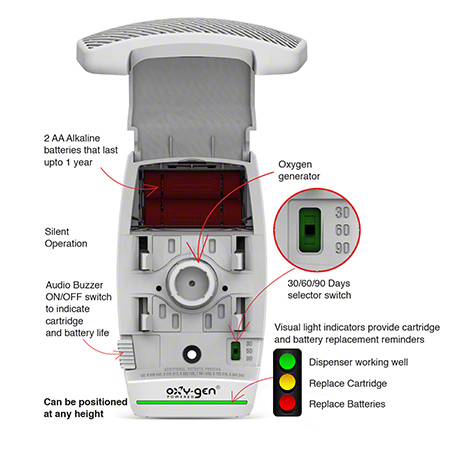 2 AA Alkaline
batteries that last
upto 1 year
Oxygen
generator
30
60
90
Silent
Operation
30/60/90 Days
selector switch
Audio Buzzer
ON/OFF switch
to indicate
cartridge
and battery life
Visual light indicators provide cartridge
and battery replacement reminders
Dispenser working well
Replace Cartridge
Replace Batteries
oxy-gen
POWERED
Can be positioned
at any height